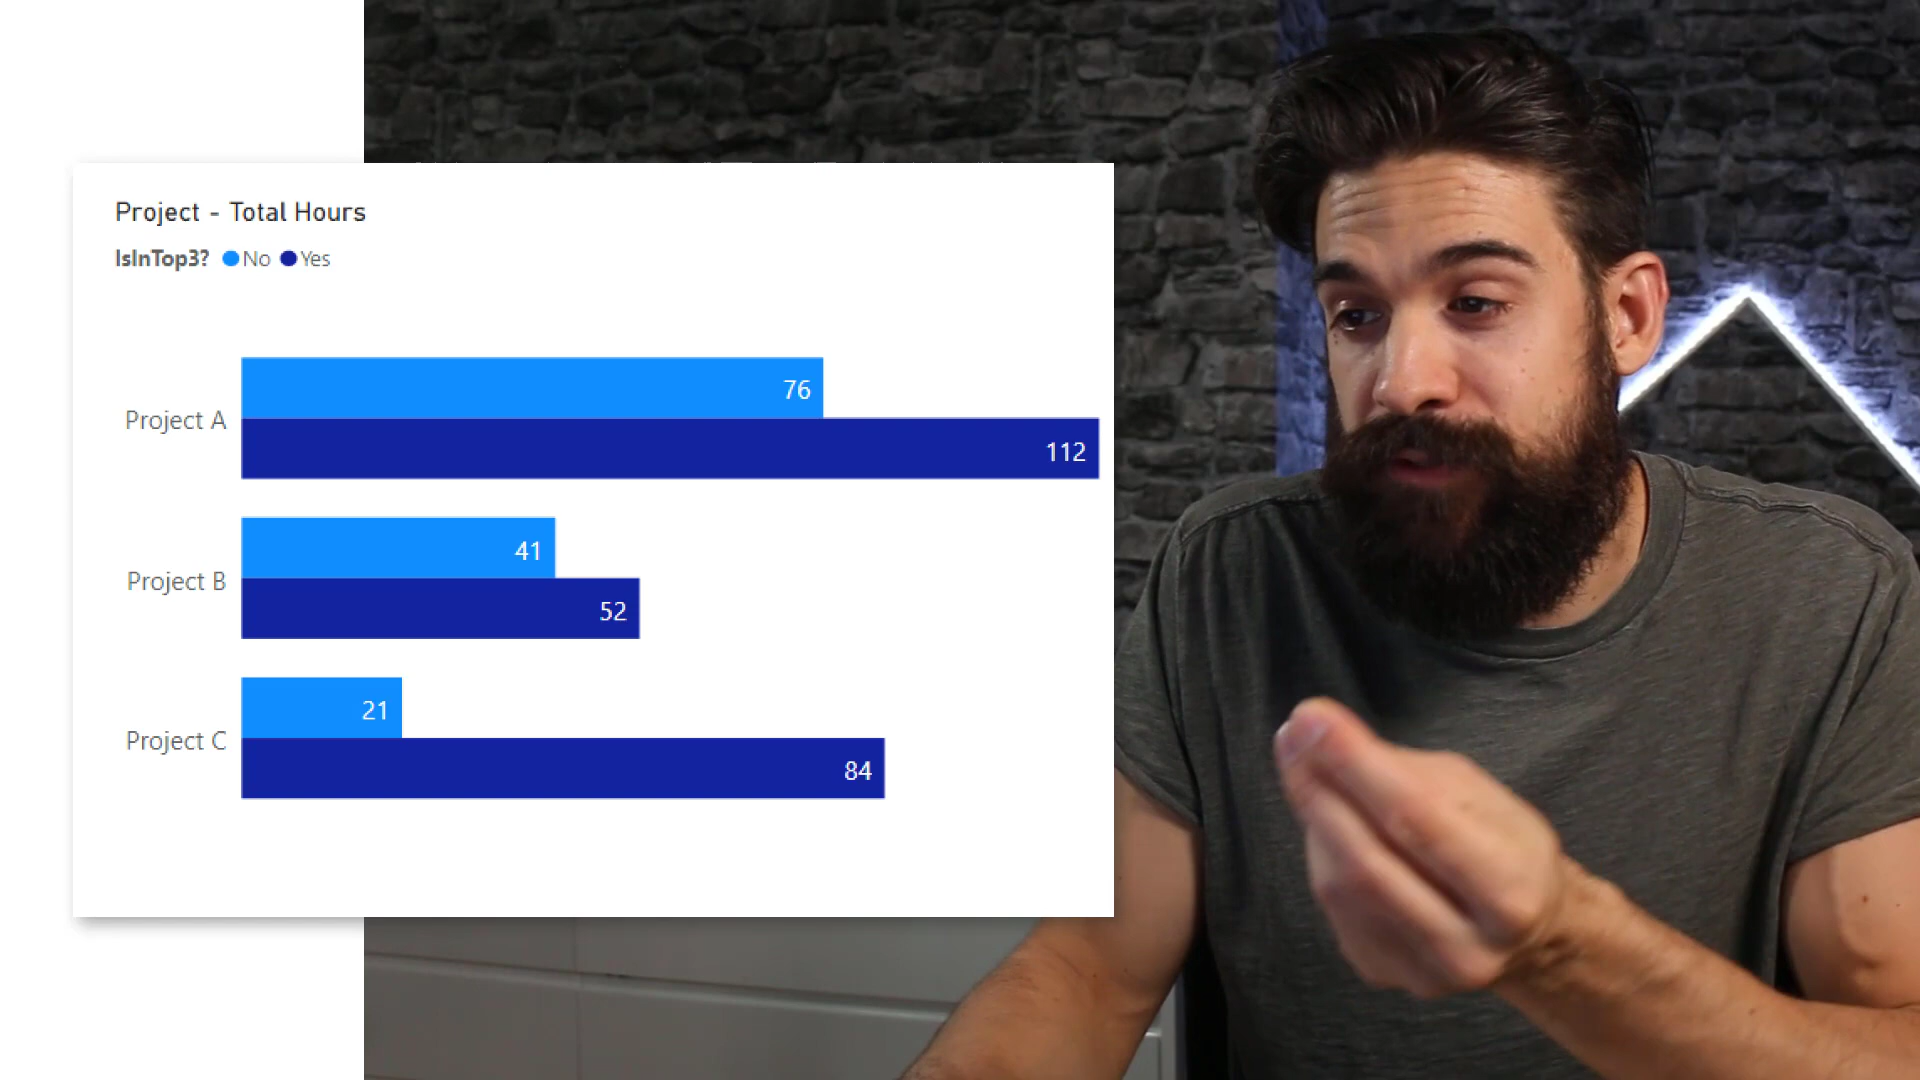 Project - Total Hours
IsInTop3? No Yes
Project A
76
112
Project B
41
52
Project C
21
84